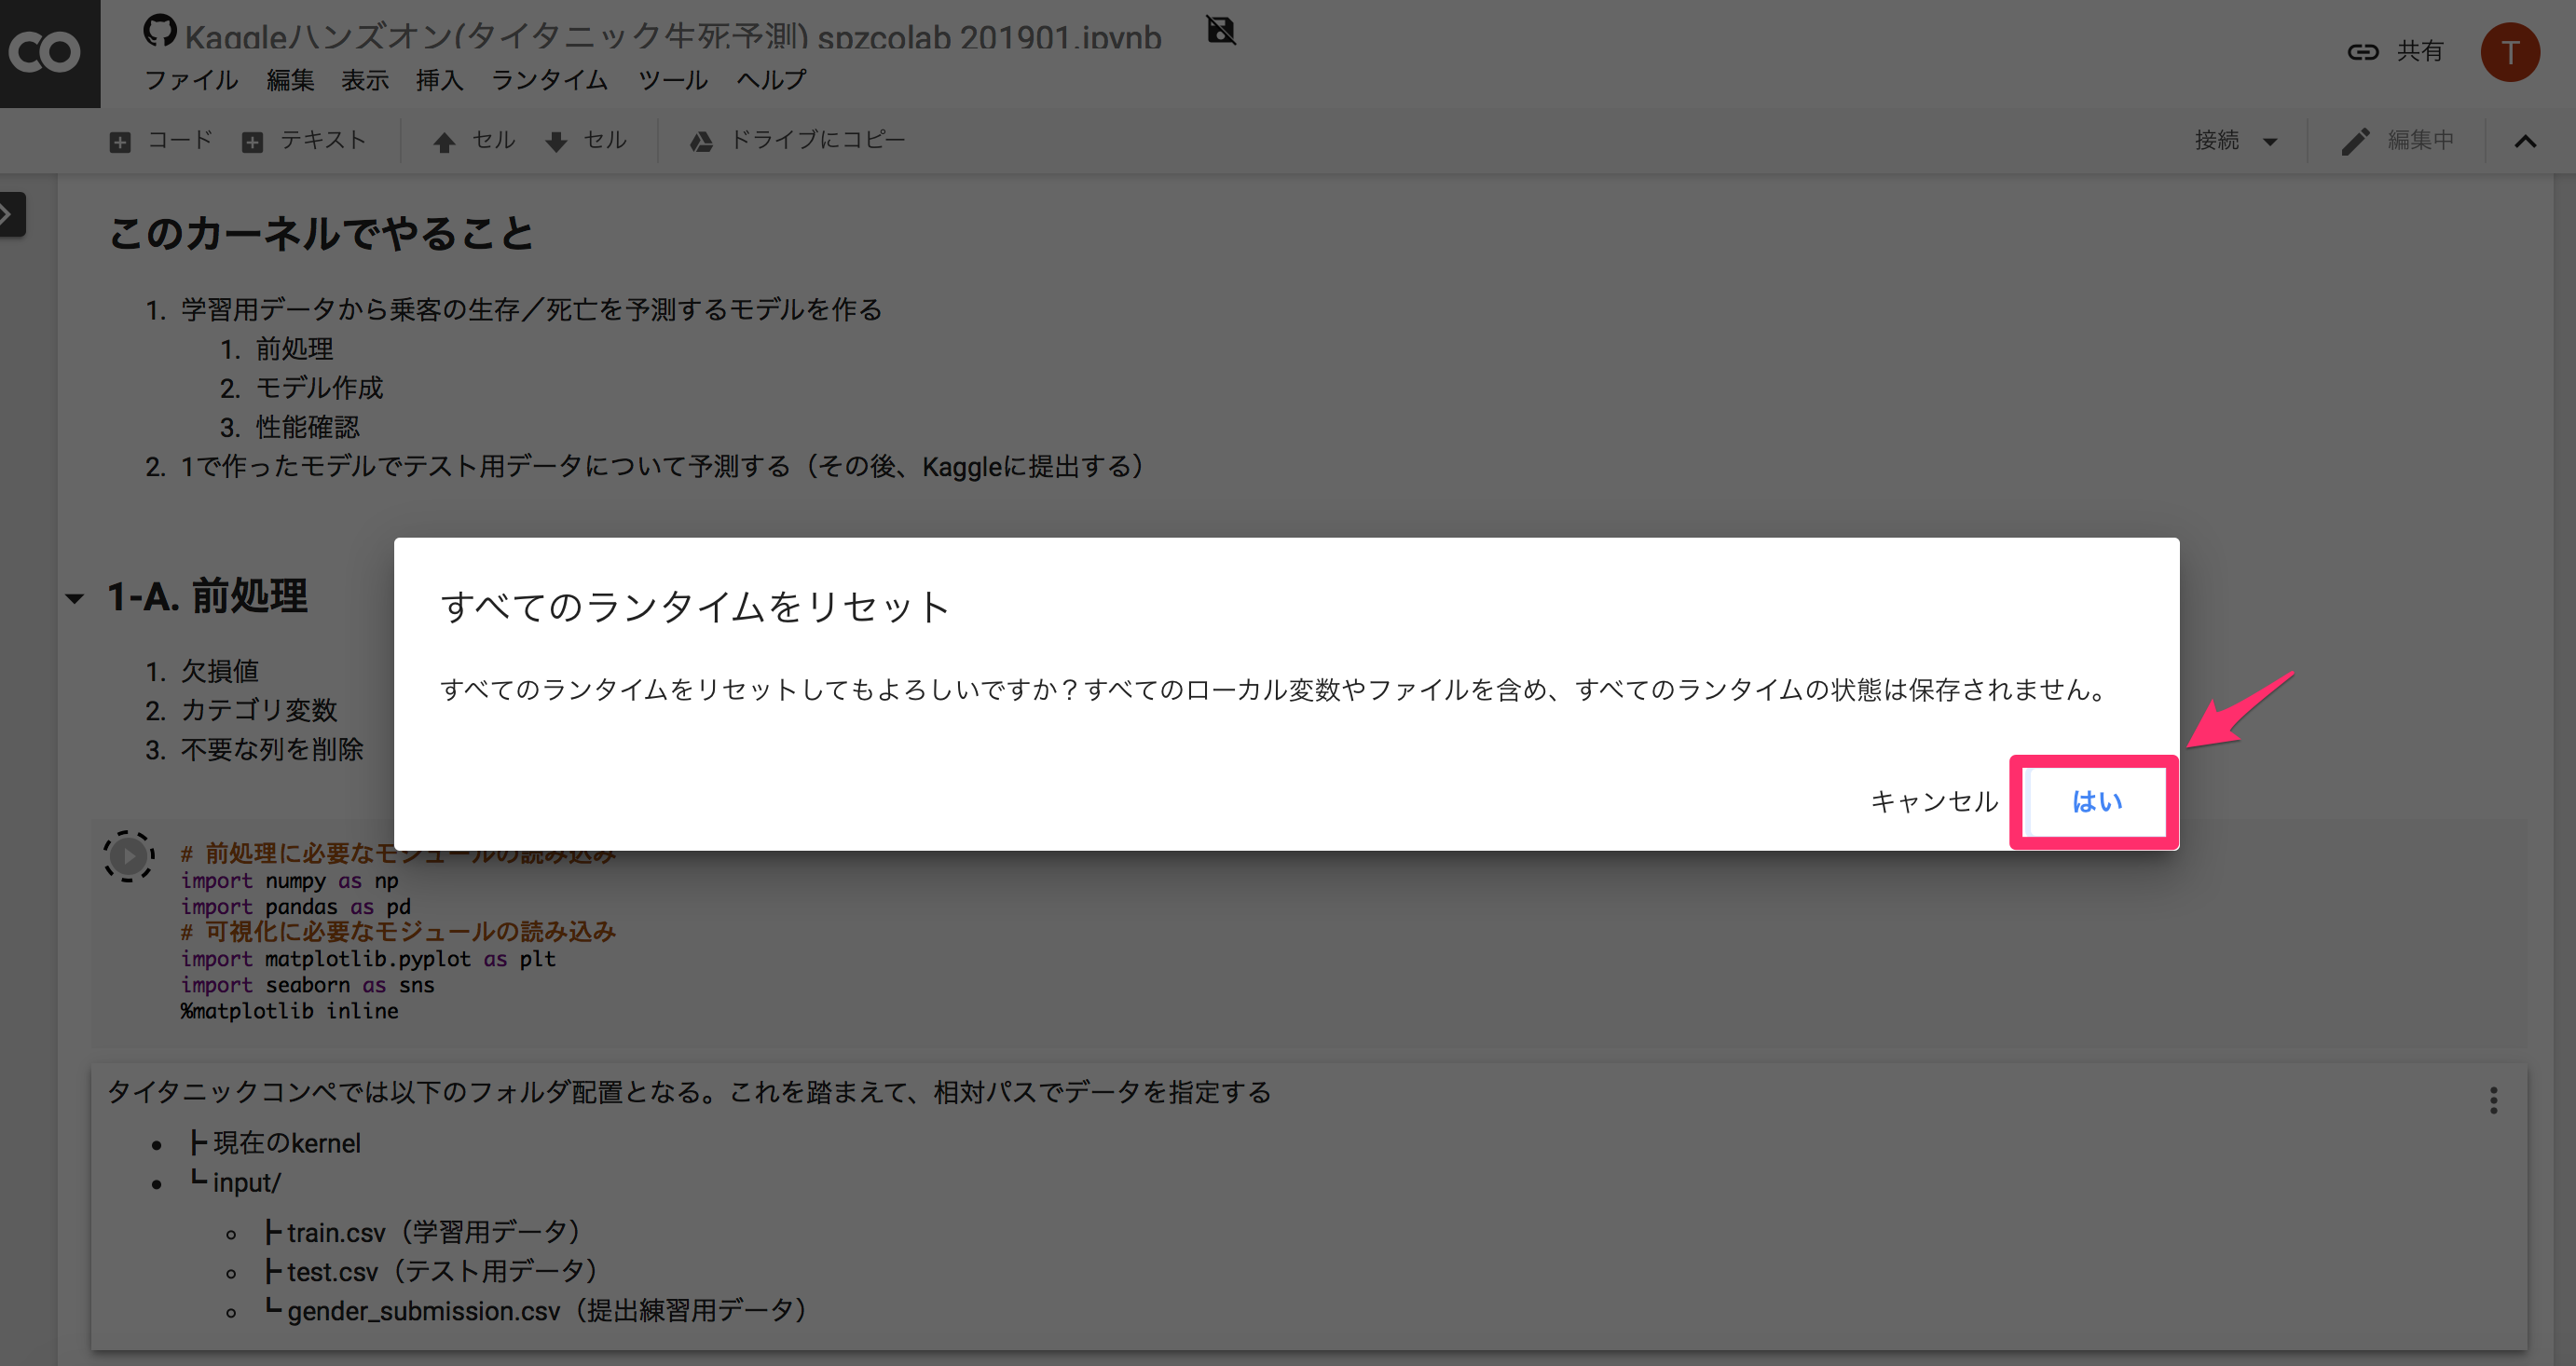 CO
Kaggleハンズオン(タイタニック生死予測) spzcolab 201901.ipynb
共有
T
ファイル 編集 表示 挿入 ランタイム ツール ヘルプ
コード テキスト セル セル ドライブにコピー 接続 編集中
このカーネルでやること
1. 学習用データから乗客の生存／死亡を予測するモデルを作る
1. 前処理
2. モデル作成
3. 性能確認
2. 1で作ったモデルでテスト用データについて予測する（その後、Kaggleに提出する）
1-A. 前処理
1. 欠損値
2. カテゴリ変数
3. 不要な列を削除
すべてのランタイムをリセット
すべてのランタイムをリセットしてもよろしいですか？すべてのローカル変数やファイルを含め、すべてのランタイムの状態は保存されません。
キャンセル はい
# 前処理に必要なモジュールの読み込み
import numpy as np
import pandas as pd
# 可視化に必要なモジュールの読み込み
import matplotlib.pyplot as plt
import seaborn as sns
%matplotlib inline
タイタニックコンペでは以下のフォルダ配置となる。これを踏まえて、相対パスでデータを指定する
┣ 現在のkernel
┗ input/
┣ train.csv（学習用データ）
┣ test.csv（テスト用データ）
┗ gender_submission.csv（提出練習用データ）